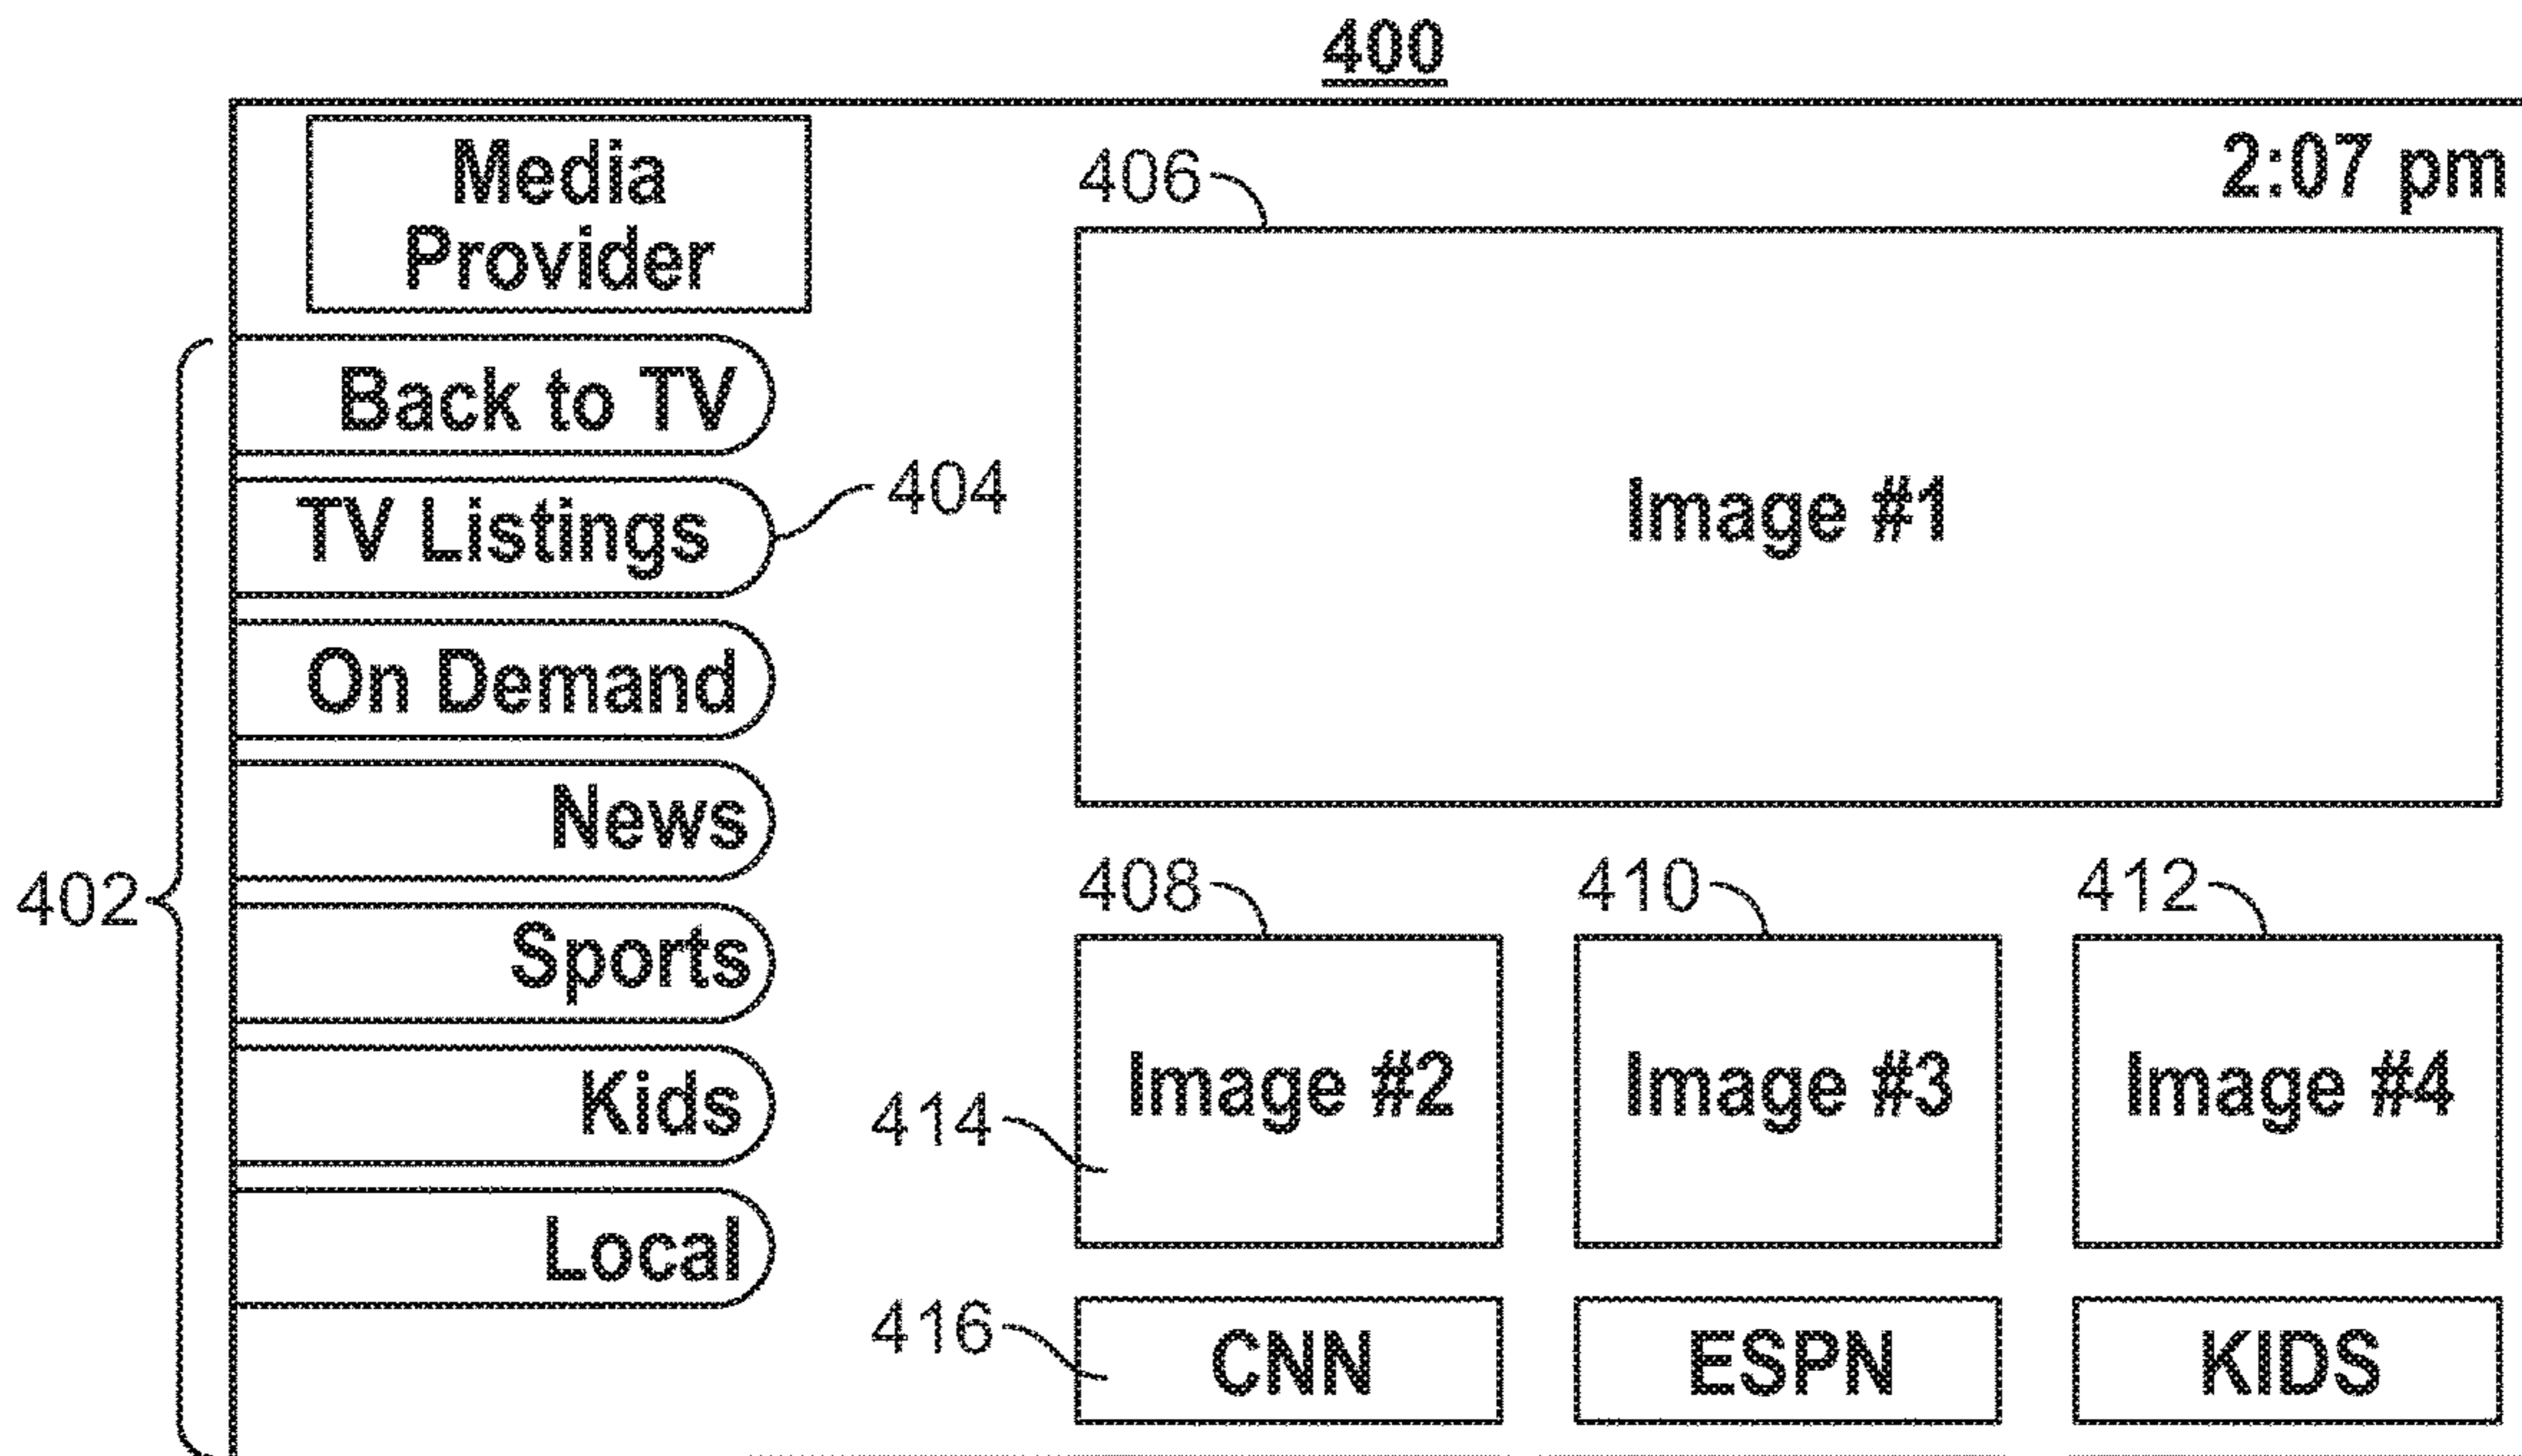 400
Media
Provider
2:07 pm
406
Back to TV
TV Listings
404
Image #1
On Demand
News
402
408
410
412
Sports
Kids
Image #2
Image #3
Image #4
414
Local
416
CNN
ESPN
KIDS